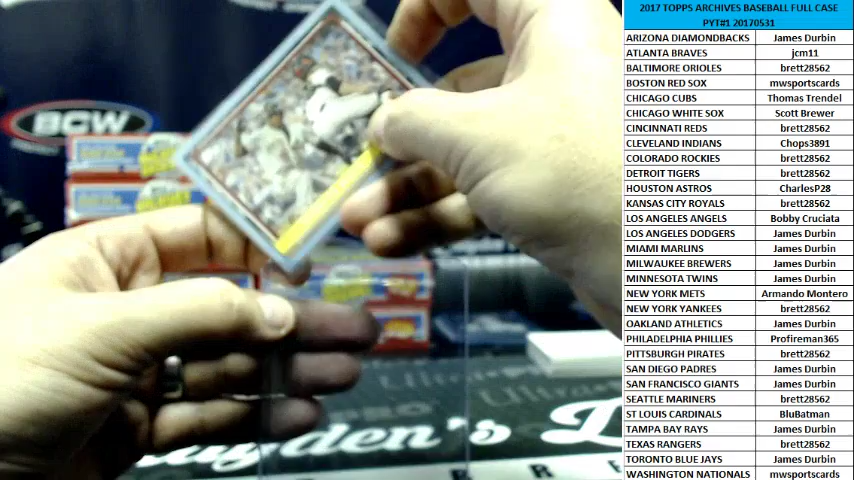 2017 TOPPS ARCHIVES BASEBALL FULL CASE
PYT#1 20170531
ARIZONA DIAMONDBACKS James Durbin
ATLANTA BRAVES jcm11
BALTIMORE ORIOLES brett28562
BOSTON RED SOX mwsportscards
CHICAGO CUBS Thomas Trendel
CHICAGO WHITE SOX Scott Brewer
CINCINNATI REDS brett28562
CLEVELAND INDIANS Chops3891
COLORADO ROCKIES brett28562
DETROIT TIGERS brett28562
HOUSTON ASTROS CharlesP28
KANSAS CITY ROYALS brett28562
LOS ANGELES ANGELS Bobby Cruciata
LOS ANGELES DODGERS James Durbin
MIAMI MARLINS James Durbin
MILWAUKEE BREWERS James Durbin
MINNESOTA TWINS James Durbin
NEW YORK METS Armando Montero
NEW YORK YANKEES brett28562
OAKLAND ATHLETICS James Durbin
PHILADELPHIA PHILLIES Profireman365
PITTSBURGH PIRATES brett28562
SAN DIEGO PADRES James Durbin
SAN FRANCISCO GIANTS James Durbin
SEATTLE MARINERS brett28562
ST LOUIS CARDINALS BluBatman
TAMPA BAY RAYS James Durbin
TEXAS RANGERS brett28562
TORONTO BLUE JAYS James Durbin
WASHINGTON NATIONALS mwsportscards
BCW
Ultra
PRO
ayden's